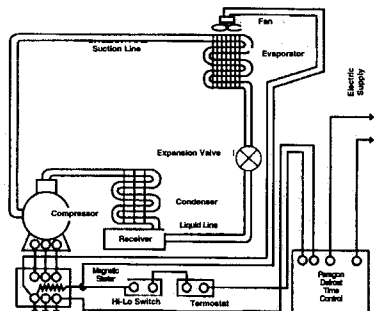 Fan
Suction Line
Evaporator
Electric
Supply
Expansion Valve
Condenser
Compressor
Liquid Line
Receiver
Magnetic
Stater
Hi-Lo Switch
Termostat
Paragon
Defrost
Time
Control